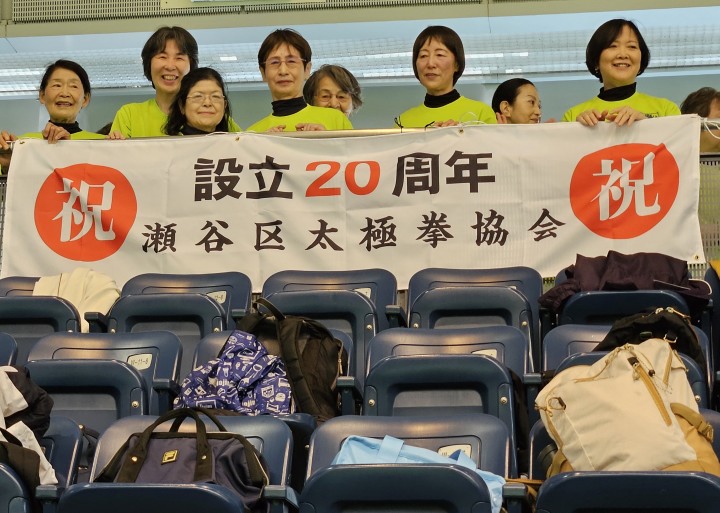 祝
設立20周年
瀬谷区太極拳協会
祝